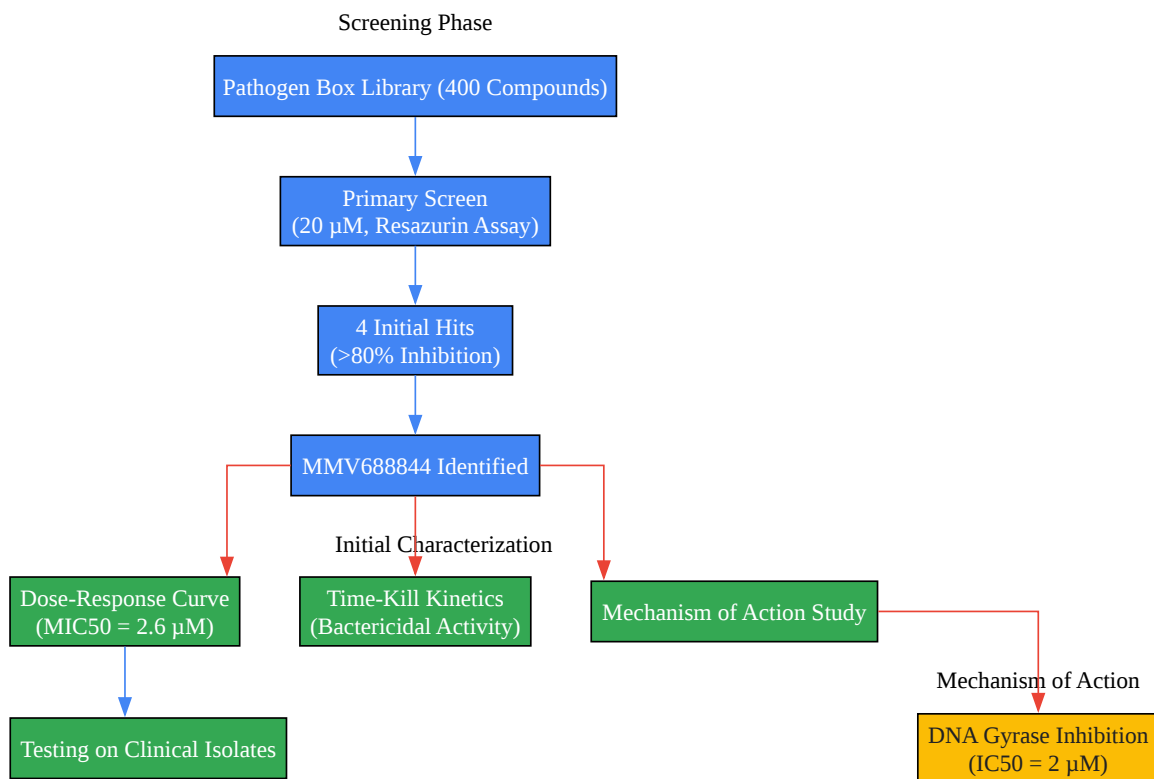 Screening Phase
Pathogen Box Library (400 Compounds)
Primary Screen
(20 µM, Resazurin Assay)
4 Initial Hits
(>80% Inhibition)
MMV688844 Identified
Initial Characterization
Dose-Response Curve
(MIC50 = 2.6 µM)
Time-Kill Kinetics
(Bactericidal Activity)
Mechanism of Action Study
Mechanism of Action
Testing on Clinical Isolates
DNA Gyrase Inhibition
(IC50 = 2 µM)